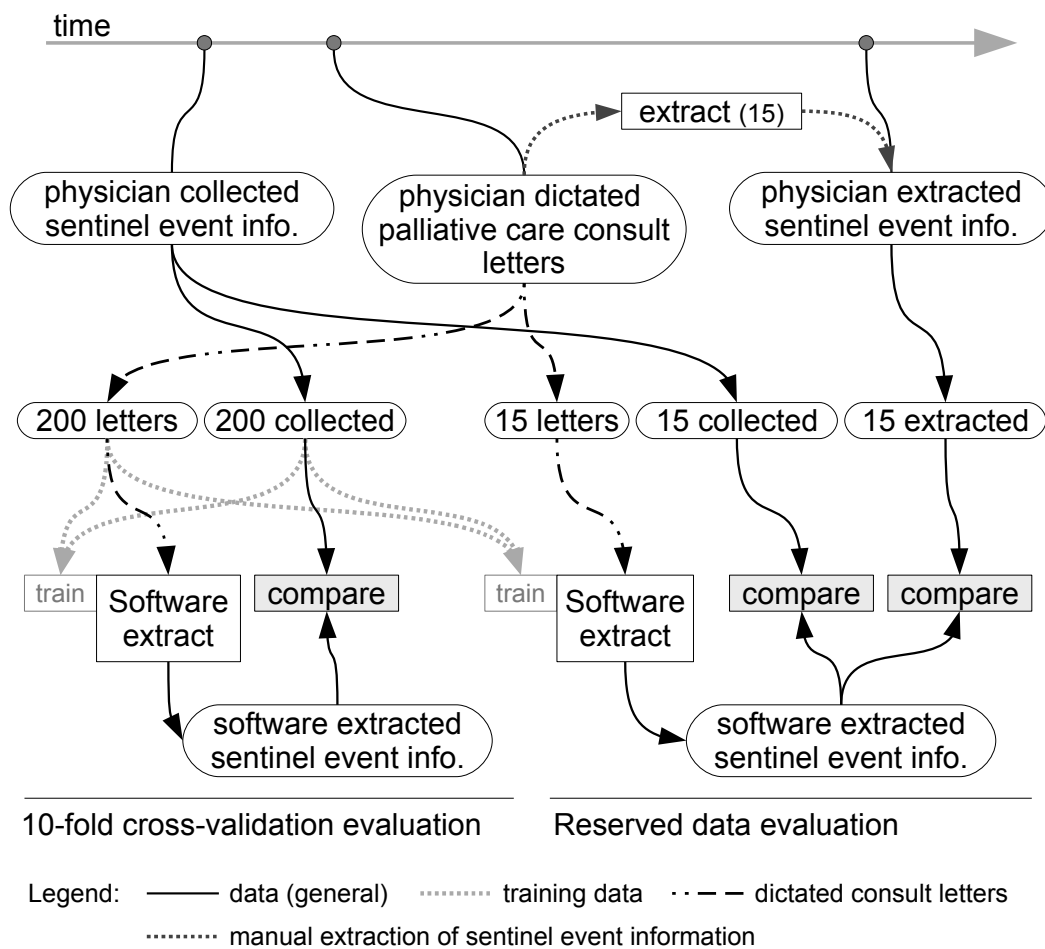 time
extract (15)
physician collected
sentinel event info.
physician dictated
palliative care consult
letters
physician extracted
sentinel event info.
200 letters
200 collected
15 letters
15 collected
15 extracted
train
Software
extract
compare
train
Software
extract
compare
compare
software extracted
sentinel event info.
software extracted
sentinel event info.
10-fold cross-validation evaluation
Reserved data evaluation
Legend:
data (general)
training data
dictated consult letters
manual extraction of sentinel event information